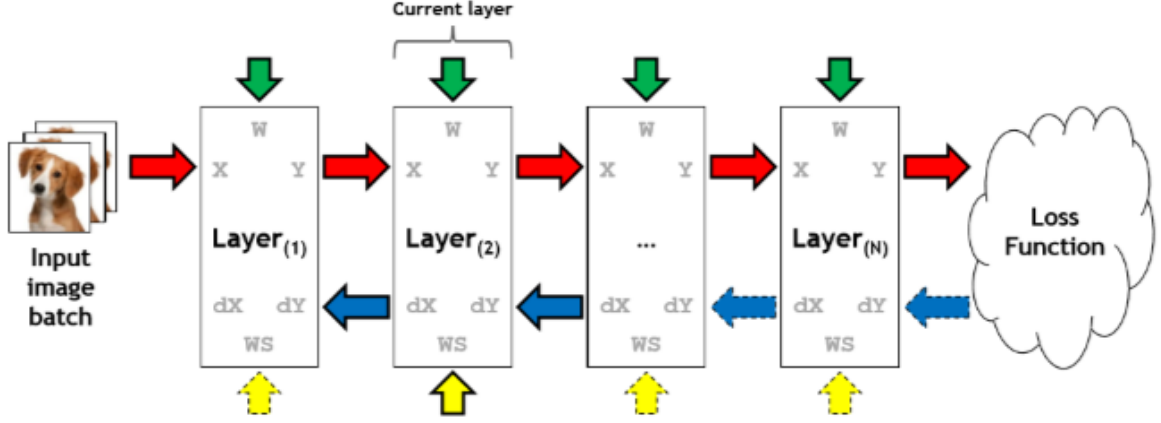 Current layer
W W W W
X Y X Y X Y X Y
Layer(1) Layer(2) ... Layer(N)
dX dY dX dY dX dY dX dY
WS WS WS WS
Input
image
batch
Loss
Function